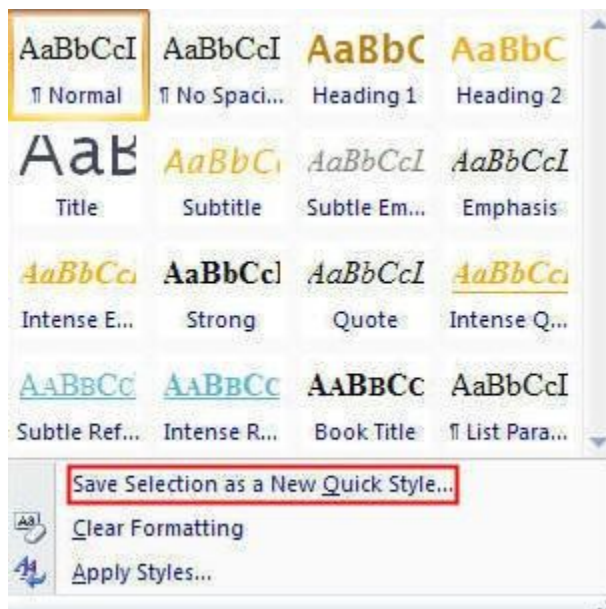 AaBbCcI AaBbCcI AaBbC AaBbC
¶ Normal ¶ No Spaci... Heading 1 Heading 2
AaB AaBbC AaBbCcI AaBbCcI
Title Subtitle Subtle Em... Emphasis
AaBbCcI AaBbCcI AaBbCcI AaBbCcI
Intense E... Strong Quote Intense Q...
AABBCC AABBCC AABBCC AaBbCcI
Subtle Ref... Intense R... Book Title ¶ List Para...
Save Selection as a New Quick Style...
Clear Formatting
Apply Styles...